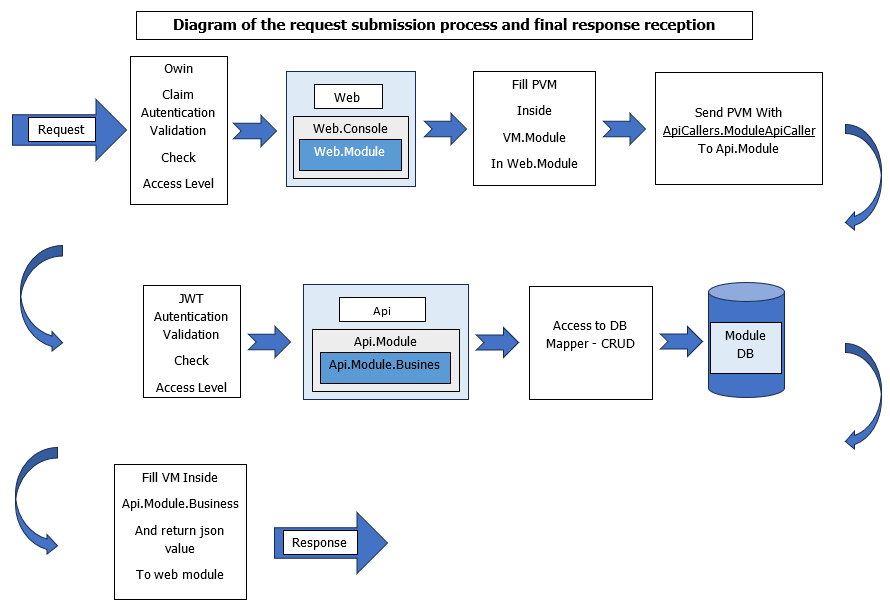 Diagram of the request submission process and final response reception
Request
Owin
Claim
Autentication
Validation
Check
Access Level
Web
Web.Console
Web.Module
Fill PVM
Inside
VM.Module
In Web.Module
Send PVM With
ApiCallers.ModuleApiCaller
To Api.Module
JWT
Autentication
Validation
Check
Access Level
Api
Api.Module
Api.Module.Busines
Access to DB
Mapper - CRUD
Module
DB
Fill VM Inside
Api.Module.Business
And return json
value
To web module
Response